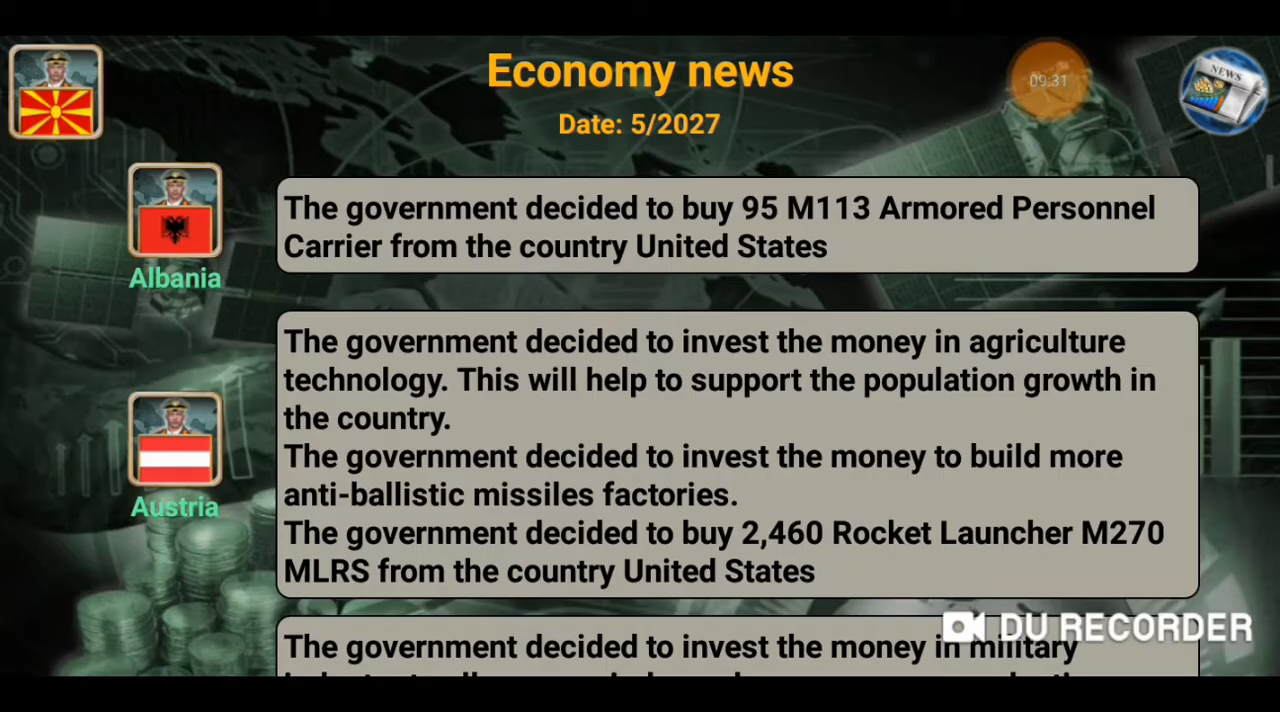 Economy news
Date: 5/2027
09:31
NEWS
The government decided to buy 95 M113 Armored Personnel
Carrier from the country United States
Albania
The government decided to invest the money in agriculture
technology. This will help to support the population growth in
the country.
The government decided to invest the money to build more
anti-ballistic missiles factories.
The government decided to buy 2,460 Rocket Launcher M270
MLRS from the country United States
Austria
DU RECORDER
The government decided to invest the money in military